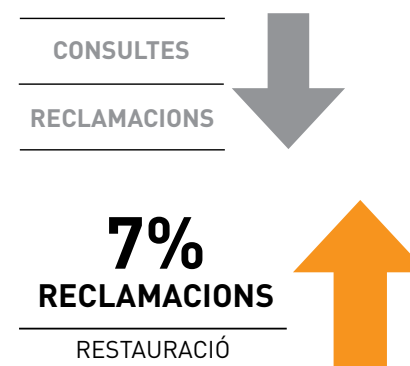 CONSULTES
RECLAMACIONS
7%
RECLAMACIONS
RESTAURACIÓ